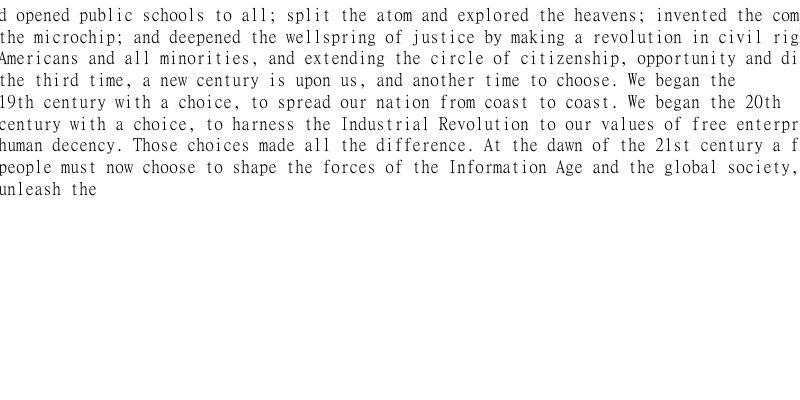 d opened public schools to all; split the atom and explored the heavens; invented the com
the microchip; and deepened the wellspring of justice by making a revolution in civil rig
Americans and all minorities, and extending the circle of citizenship, opportunity and di
the third time, a new century is upon us, and another time to choose. We began the
19th century with a choice, to spread our nation from coast to coast. We began the 20th
century with a choice, to harness the Industrial Revolution to our values of free enterpr
human decency. Those choices made all the difference. At the dawn of the 21st century a f
people must now choose to shape the forces of the Information Age and the global society,
unleash the